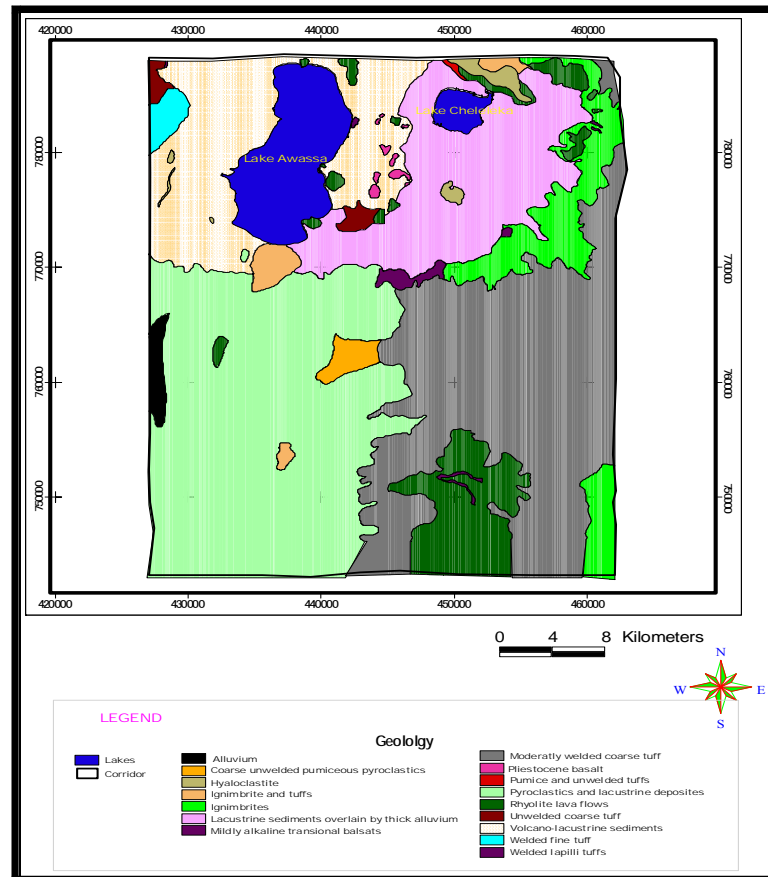 420000 430000 440000 450000 460000
Lake Chelelaka
780000 780000
Lake Awassa
770000 770000
760000 760000
750000 750000
420000 430000 440000 450000 460000
0 4 8 Kilometers
N
W E
S
LEGEND
Geololgy
Lakes
Corridor
Alluvium
Coarse unwelded pumiceous pyroclastics
Hyaloclastite
Ignimbrite and tuffs
Ignimbrites
Lacustrine sediments overlain by thick alluvium
Mildly alkaline transional balsats
Moderatly welded coarse tuff
Pliestocene basalt
Pumice and unwelded tuffs
Pyroclastics and lacustrine deposites
Rhyolite lava flows
Unwelded coarse tuff
Volcano-lacustrine sediments
Welded fine tuff
Welded lapilli tuffs